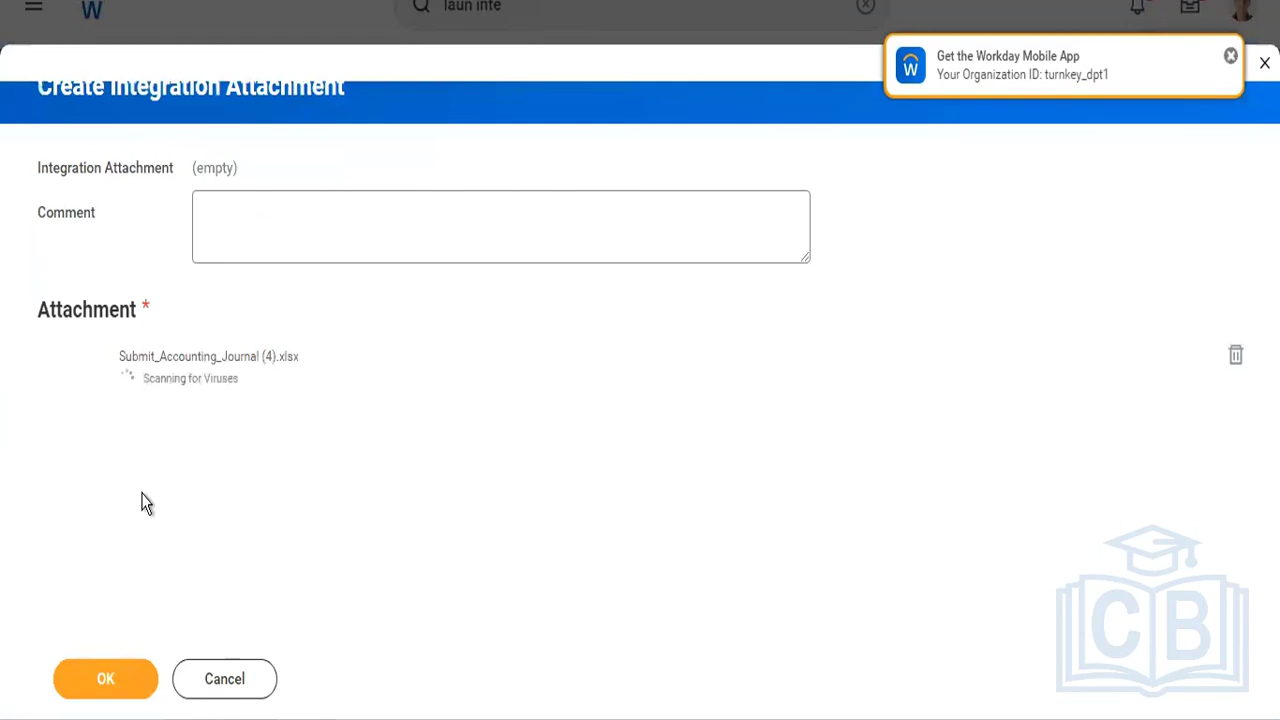 W
laun inte
Get the Workday Mobile App
Your Organization ID: turnkey_dpt1
W
X
Create Integration Attachment
Integration Attachment (empty)
Comment
Attachment *
Submit_Accounting_Journal (4).xlsx
Scanning for Viruses
OK Cancel
CB